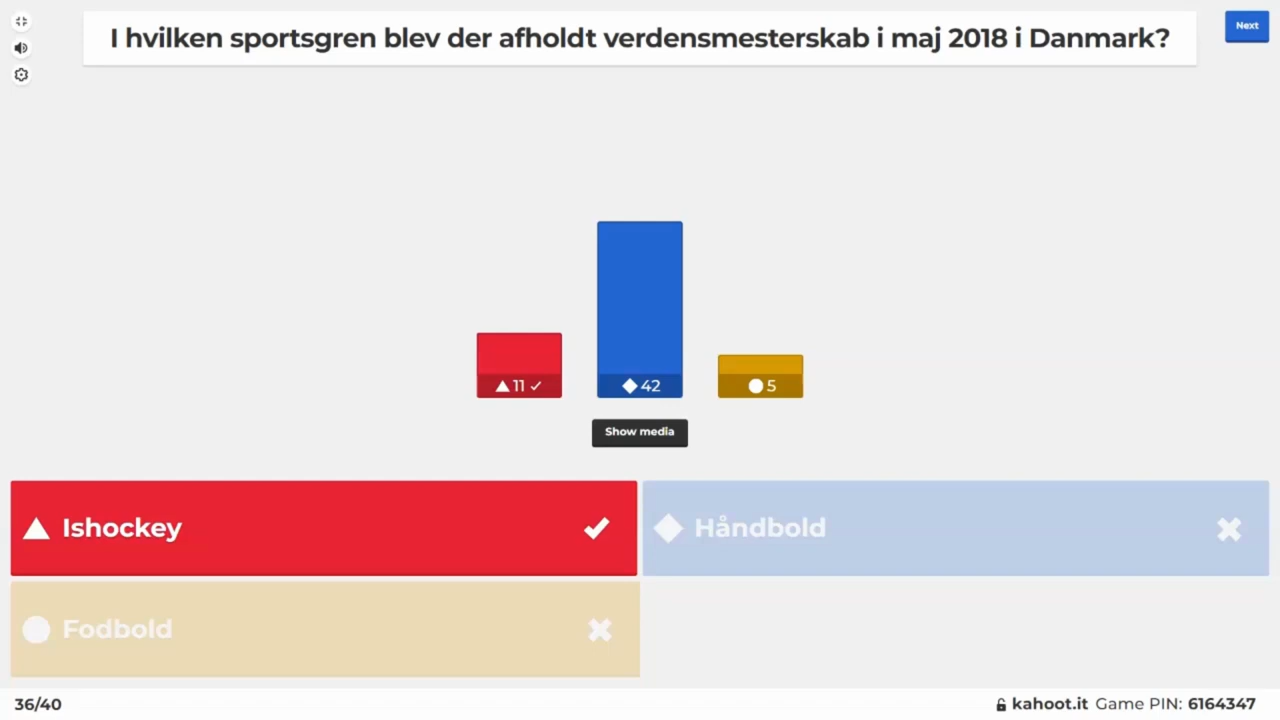 I hvilken sportsgren blev der afholdt verdensmesterskab i maj 2018 i Danmark?
Next
11
42
5
Show media
Ishockey
Håndbold
Fodbold
36/40
kahoot.it Game PIN: 6164347